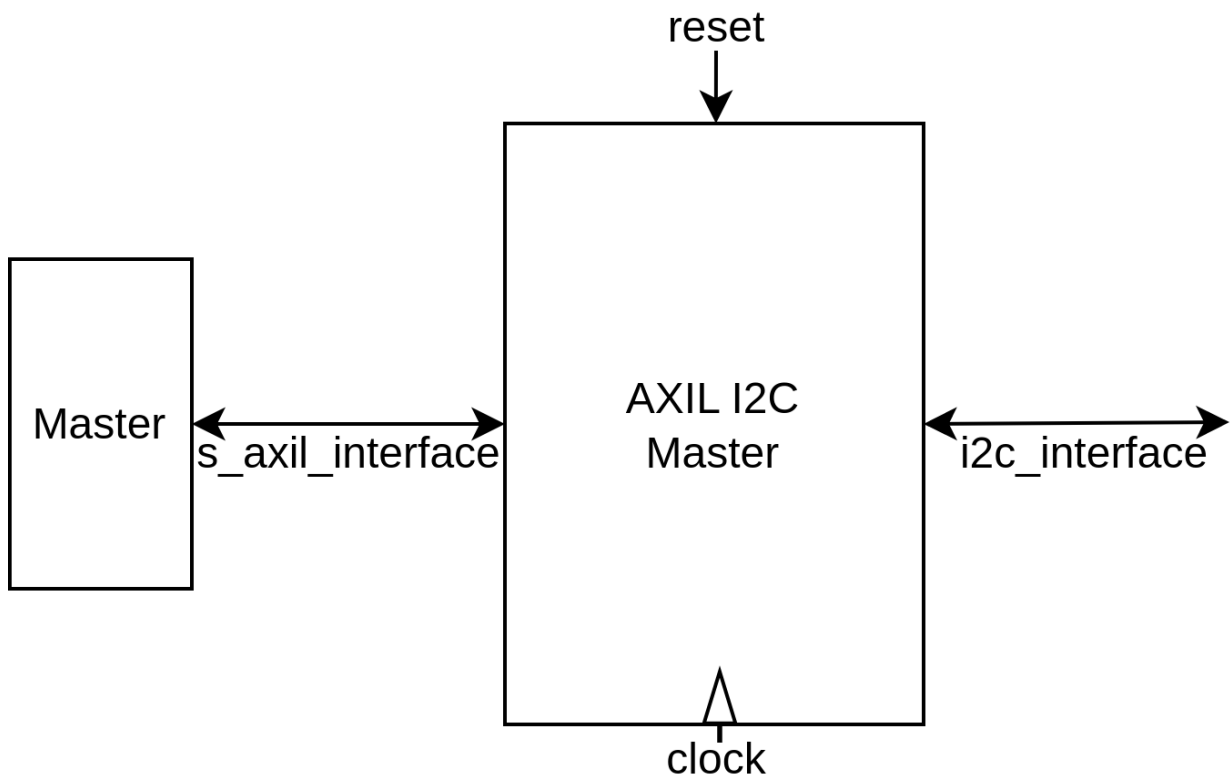 reset
Master
s_axil_interface
AXIL I2C
Master
i2c_interface
clock